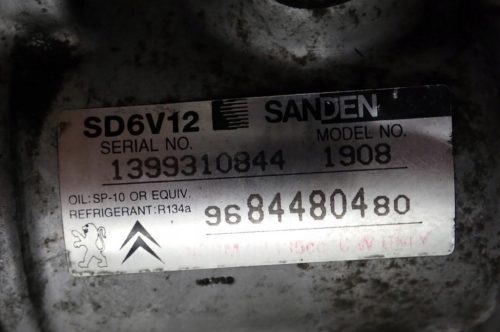 SD6V12 SANDEN
SERIAL NO. MODEL NO.
1399310844 1908
OIL: SP-10 OR EQUIV.
REFRIGERANT: R134a
9684480480